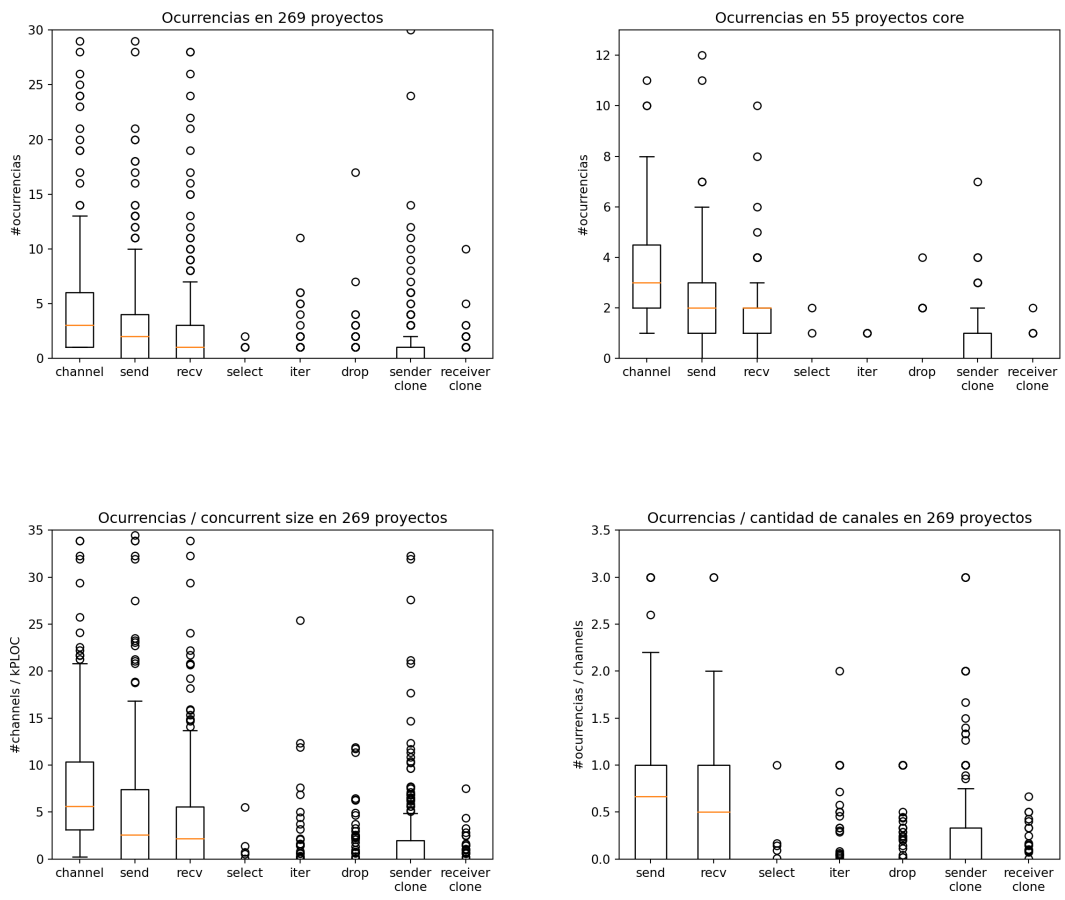 Ocurrencias en 269 proyectos
#ocurrencias
30
25
20
15
10
5
0
channel send recv select iter drop sender clone receiver clone
Ocurrencias en 55 proyectos core
#ocurrencias
12
10
8
6
4
2
0
channel send recv select iter drop sender clone receiver clone
Ocurrencias / concurrent size en 269 proyectos
#channels / kPLOC
35
30
25
20
15
10
5
0
channel send recv select iter drop sender clone receiver clone
Ocurrencias / cantidad de canales en 269 proyectos
#ocurrencias / channels
3.5
3.0
2.5
2.0
1.5
1.0
0.5
0.0
send recv select iter drop sender clone receiver clone